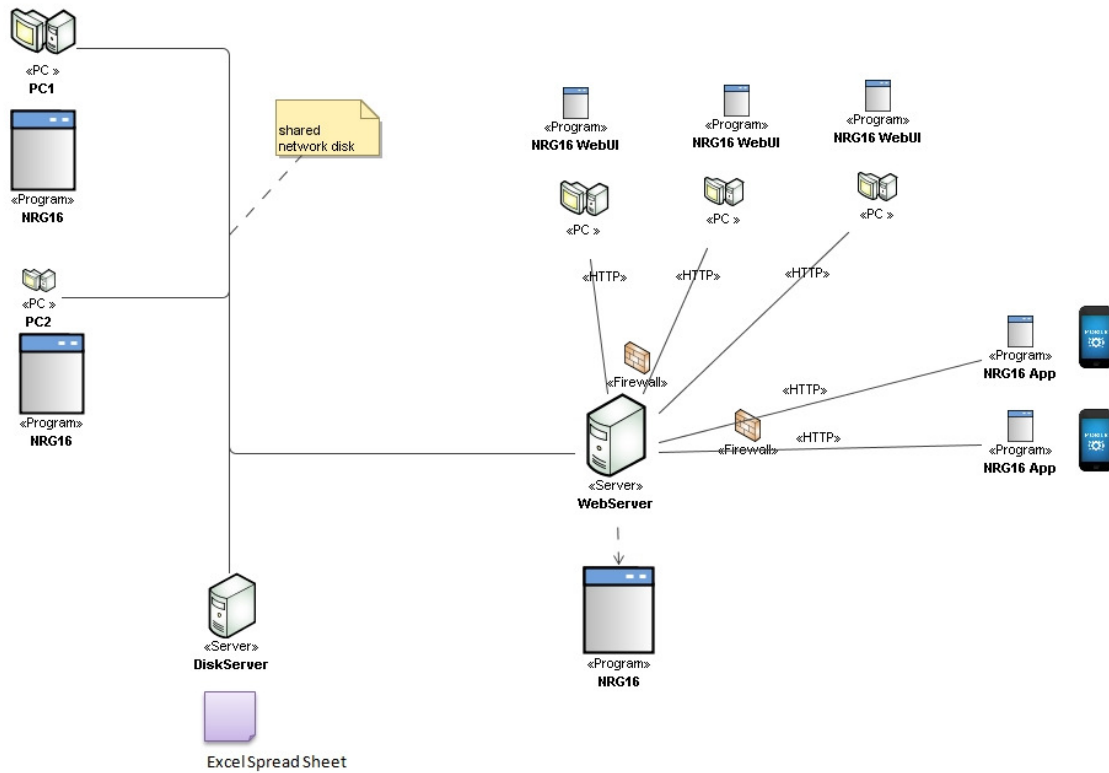 «PC »
PC1
«Program»
NRG16
«PC »
PC2
«Program»
NRG16
shared
network disk
«Program»
NRG16 WebUI
«Program»
NRG16 WebUI
«Program»
NRG16 WebUI
«PC »
«PC »
«PC »
«HTTP»
«HTTP»
«HTTP»
«Firewall»
«HTTP»
«Firewall»
«HTTP»
«Program»
NRG16 App
«Program»
NRG16 App
«Server»
WebServer
«Program»
NRG16
«Server»
DiskServer
Excel Spread Sheet